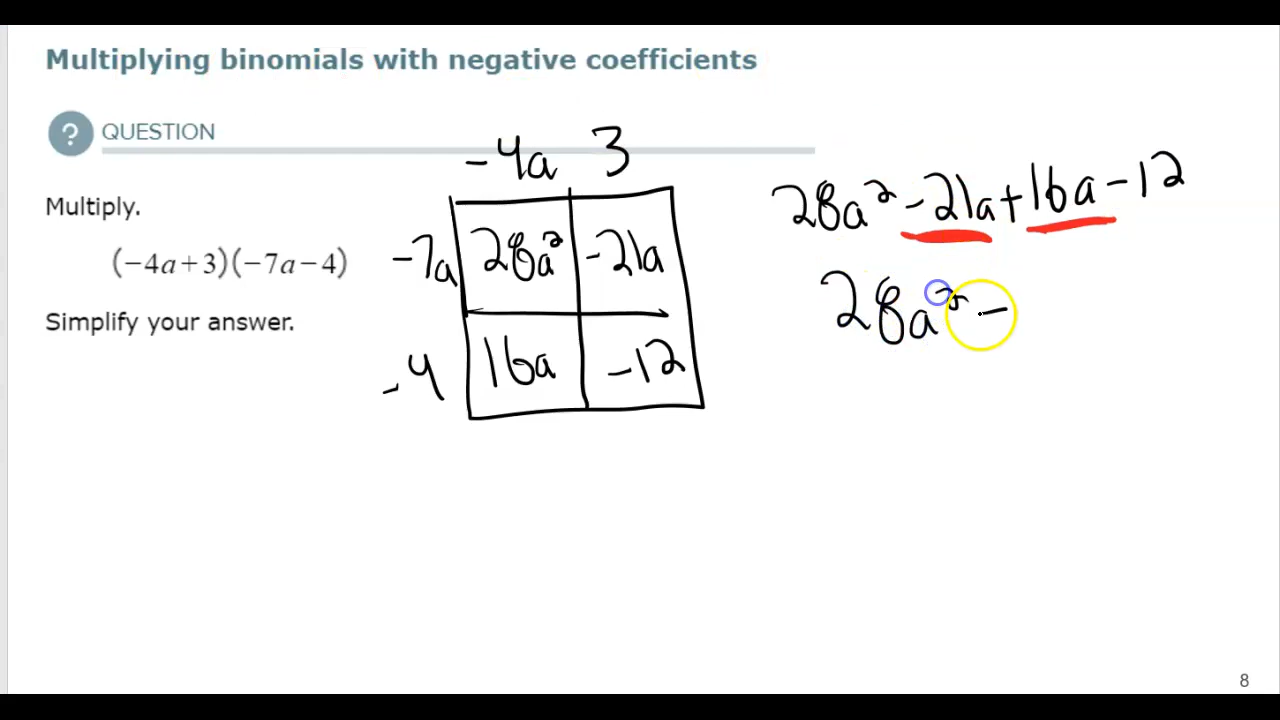 Multiplying binomials with negative coefficients
? QUESTION
Multiply.
(−4a+3)(−7a−4)
Simplify your answer.
-4a 3
-7a 28a² -21a
-4 16a -12
28a² -21a+16a-12
28a² -
8